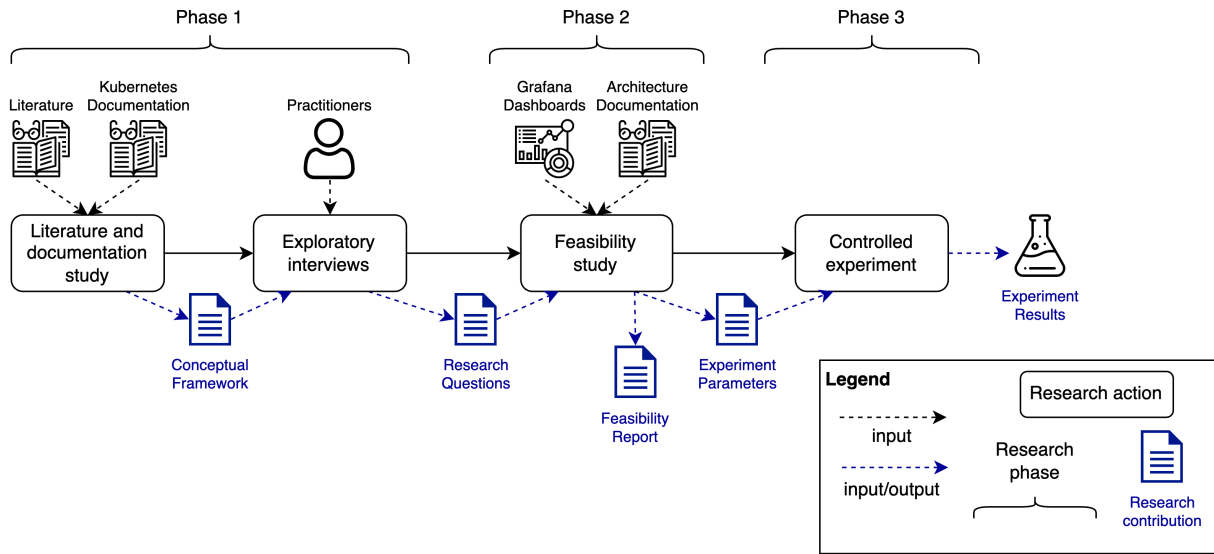 Phase 1
Phase 2
Phase 3
Literature
Kubernetes
Documentation
Practitioners
Grafana
Dashboards
Architecture
Documentation
Literature and
documentation
study
Exploratory
interviews
Feasibility
study
Controlled
experiment
Experiment
Results
Conceptual
Framework
Research
Questions
Feasibility
Report
Experiment
Parameters
Legend
input
input/output
Research action
Research
phase
Research
contribution